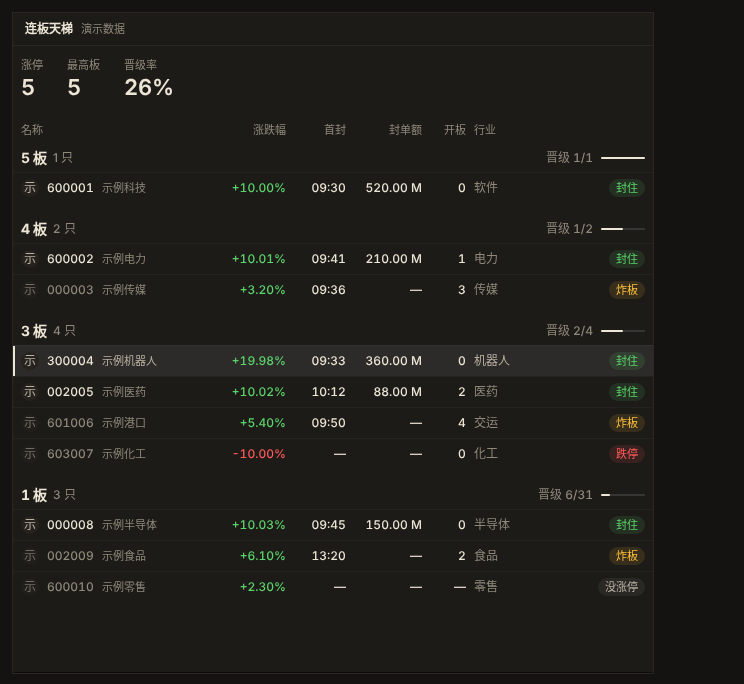 连板天梯 演示数据
涨停 最高板 晋级率
5 5 26%
名称 涨跌幅 首封 封单额 开板 行业
5 板 1 只 晋级 1/1
示 600001 示例科技 +10.00% 09:30 520.00 M 0 软件 封住
4 板 2 只 晋级 1/2
示 600002 示例电力 +10.01% 09:41 210.00 M 1 电力 封住
示 000003 示例传媒 +3.20% 09:36 — 3 传媒 炸板
3 板 4 只 晋级 2/4
示 300004 示例机器人 +19.98% 09:33 360.00 M 0 机器人 封住
示 002005 示例医药 +10.02% 10:12 88.00 M 2 医药 封住
示 601006 示例港口 +5.40% 09:50 — 4 交运 炸板
示 603007 示例化工 -10.00% — — 0 化工 跌停
1 板 3 只 晋级 6/31
示 000008 示例半导体 +10.03% 09:45 150.00 M 0 半导体 封住
示 002009 示例食品 +6.10% 13:20 — 2 食品 炸板
示 600010 示例零售 +2.30% — — — 零售 没涨停